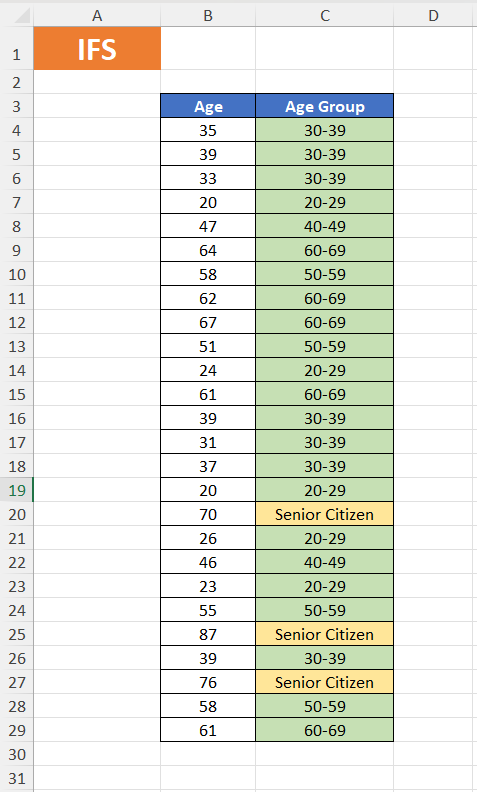 A B C D
1 IFS
2
3 Age Age Group
4 35 30-39
5 39 30-39
6 33 30-39
7 20 20-29
8 47 40-49
9 64 60-69
10 58 50-59
11 62 60-69
12 67 60-69
13 51 50-59
14 24 20-29
15 61 60-69
16 39 30-39
17 31 30-39
18 37 30-39
19 20 20-29
20 70 Senior Citizen
21 26 20-29
22 46 40-49
23 23 20-29
24 55 50-59
25 87 Senior Citizen
26 39 30-39
27 76 Senior Citizen
28 58 50-59
29 61 60-69
30
31